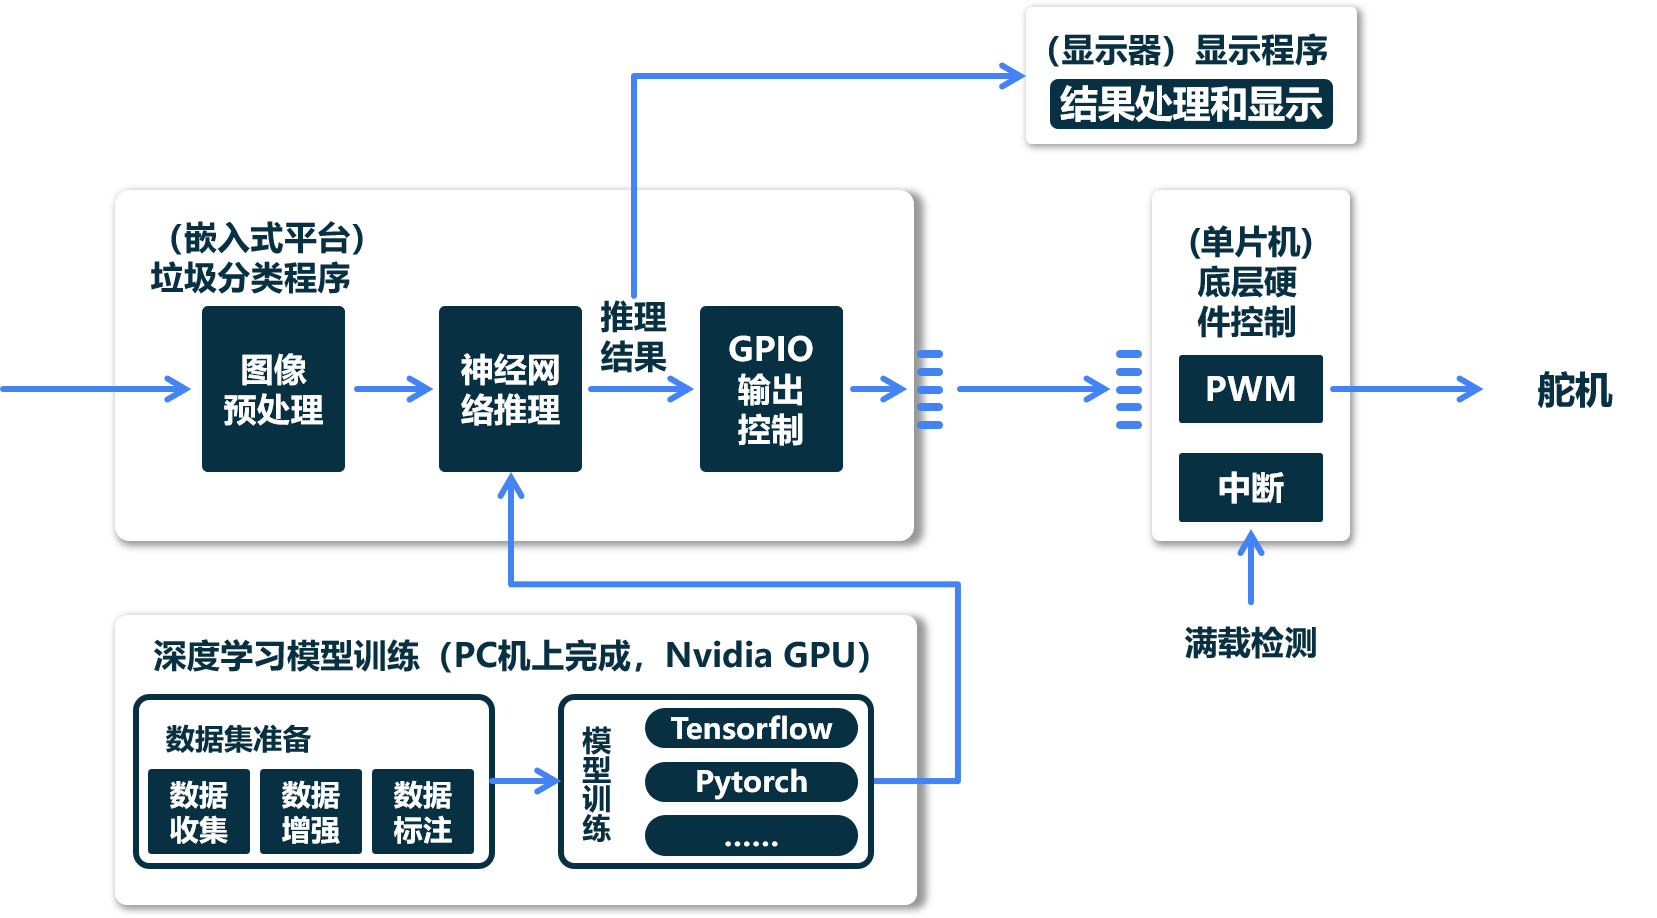 （显示器）显示程序
结果处理和显示
（嵌入式平台）
垃圾分类程序
图像
预处理
神经网
络推理
推理
结果
GPIO
输出
控制
(单片机)
底层硬
件控制
PWM
中断
舵机
满载检测
深度学习模型训练（PC机上完成，Nvidia GPU）
数据集准备
数据
收集
数据
增强
数据
标注
模型训练
Tensorflow
Pytorch
……